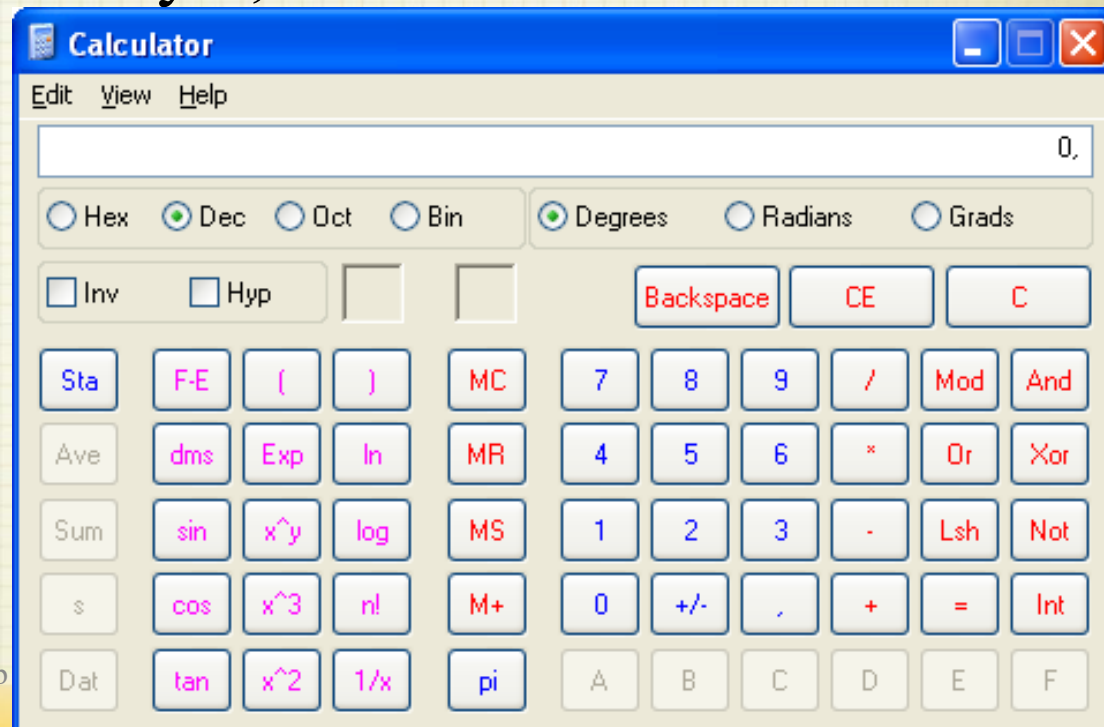 Calculator
Edit View Help
0,
Hex Dec Oct Bin Degrees Radians Grads
Inv Hyp Backspace CE C
Sta F-E ( ) MC 7 8 9 / Mod And
Ave dms Exp ln MR 4 5 6 * Or Xor
Sum sin x^y log MS 1 2 3 - Lsh Not
s cos x^3 n! M+ 0 +/- , + = Int
Dat tan x^2 1/x pi A B C D E F